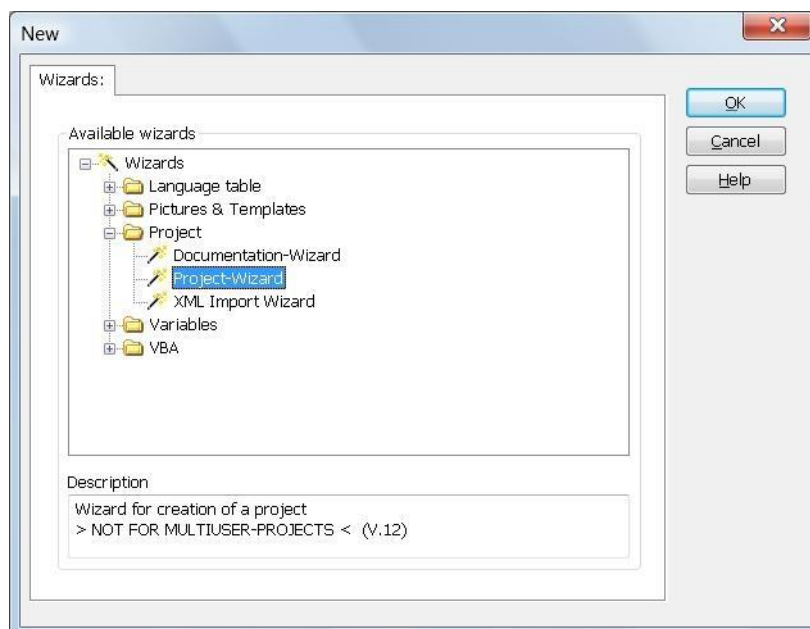 New
Wizards:
OK
Cancel
Help
Available wizards
Wizards
Language table
Pictures & Templates
Project
Documentation-Wizard
Project-Wizard
XML Import Wizard
Variables
VBA
Description
Wizard for creation of a project
> NOT FOR MULTIUSER-PROJECTS < (V.12)